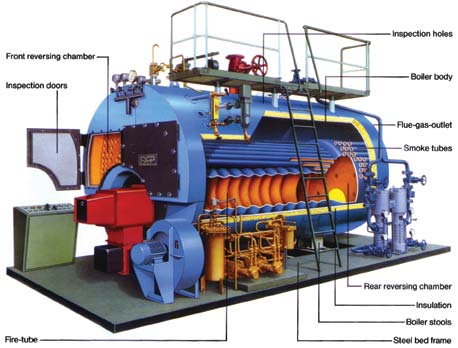 Inspection holes
Front reversing chamber
Boiler body
Inspection doors
Flue-gas-outlet
Smoke tubes
Rear reversing chamber
Insulation
Boiler stools
Fire-tube
Steel bed frame